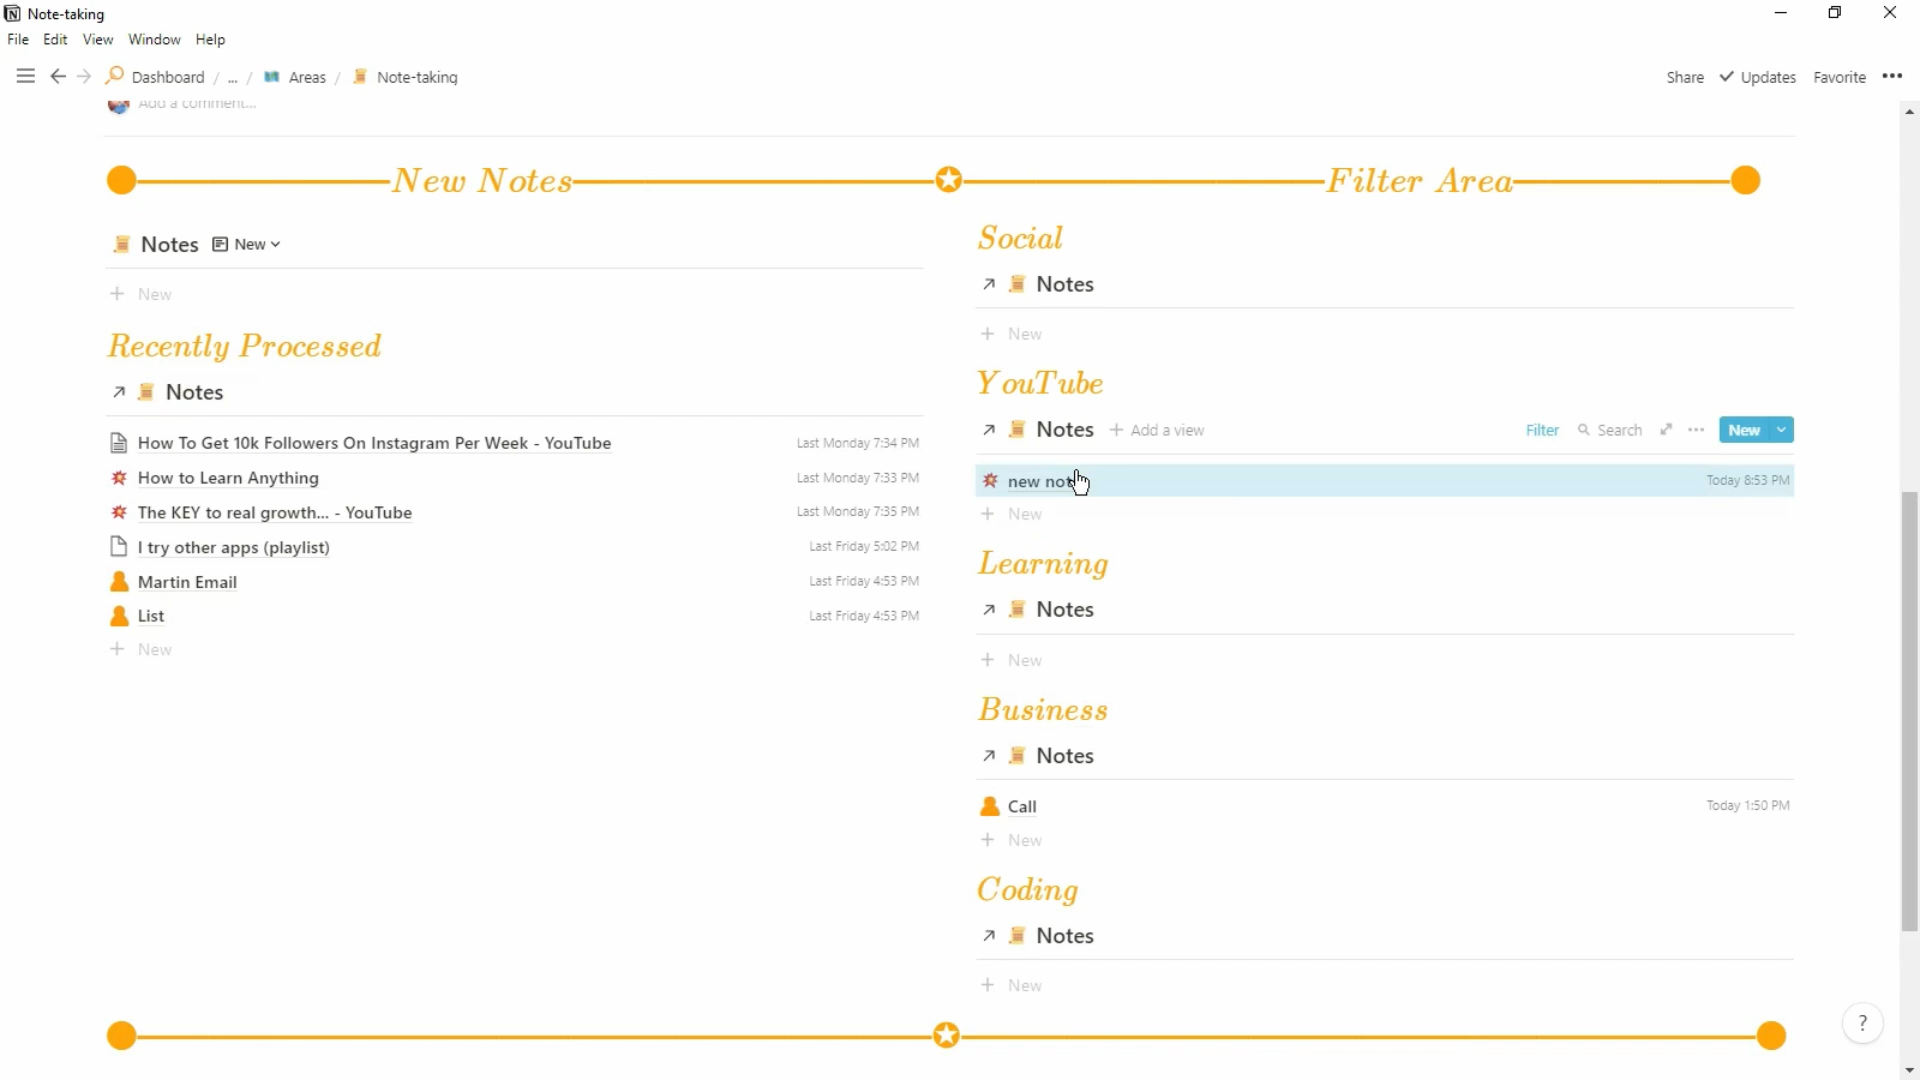 Note-taking
File Edit View Window Help
Dashboard / ... / Areas / Note-taking
Share Updates Favorite
Add a comment...
New Notes
Filter Area
Notes New
New
Recently Processed
Notes
How To Get 10k Followers On Instagram Per Week - YouTube Last Monday 7:34 PM
How to Learn Anything Last Monday 7:33 PM
The KEY to real growth... - YouTube Last Monday 7:35 PM
I try other apps (playlist) Last Friday 5:02 PM
Martin Email Last Friday 4:53 PM
List Last Friday 4:53 PM
New
Social
Notes
New
YouTube
Notes Add a view Filter Search New
new not Today 8:53 PM
New
Learning
Notes
New
Business
Notes
Call Today 1:50 PM
New
Coding
Notes
New
?